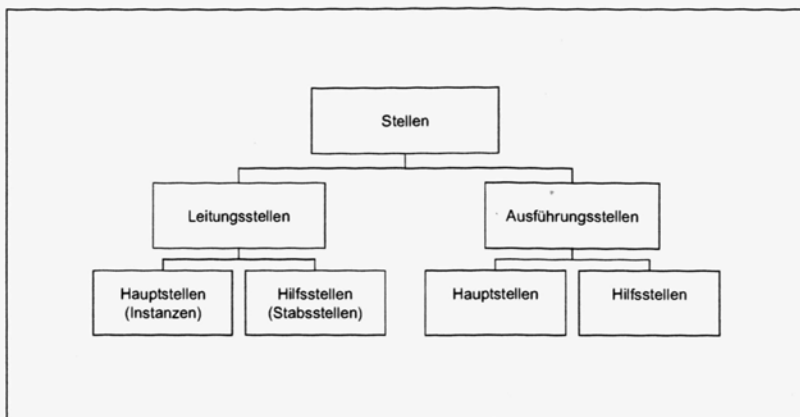 Stellen
Leitungsstellen
Ausführungsstellen
Hauptstellen
(Instanzen)
Hilfsstellen
(Stabsstellen)
Hauptstellen
Hilfsstellen